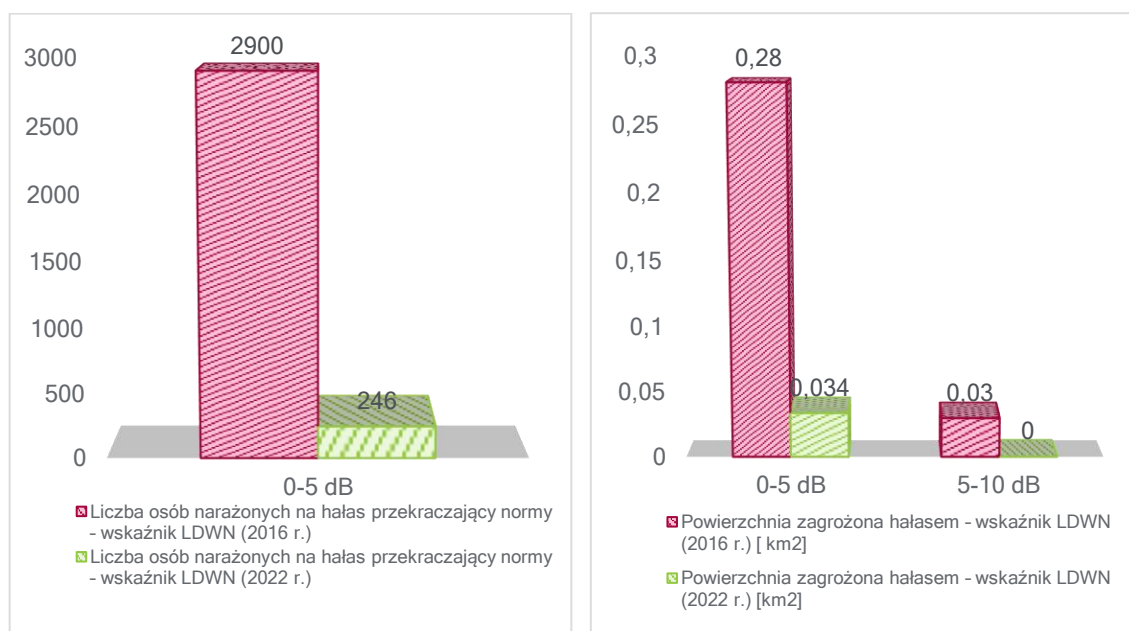 3000
2500
2000
1500
1000
500
0
2900
246
0-5 dB
Liczba osób narażonych na hałas przekraczający normy
- wskaźnik LDWN (2016 r.)
Liczba osób narażonych na hałas przekraczający normy
- wskaźnik LDWN (2022 r.)
0,3
0,25
0,2
0,15
0,1
0,05
0
0,28
0,034
0,03
0
0-5 dB
5-10 dB
Powierzchnia zagrożona hałasem - wskaźnik LDWN
(2016 r.) [ km2]
Powierzchnia zagrożona hałasem - wskaźnik LDWN
(2022 r.) [km2]